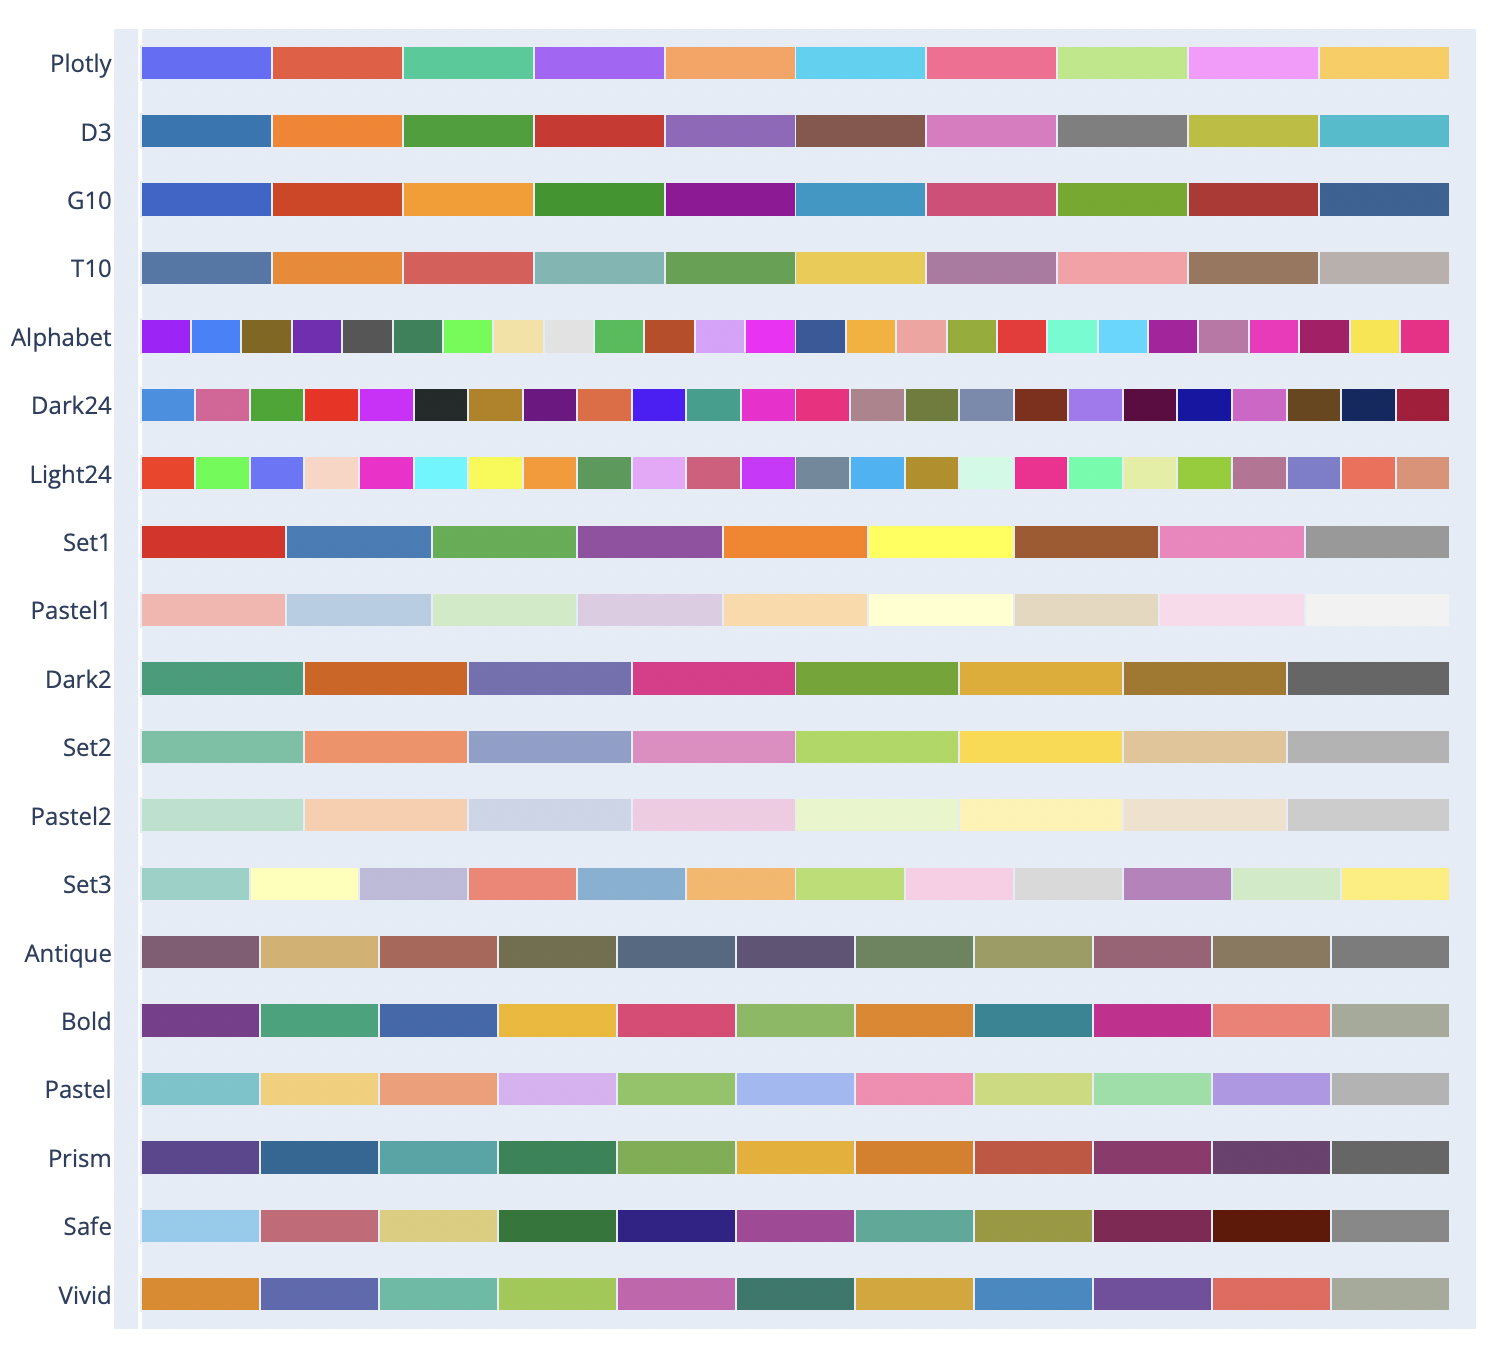 Plotly
D3
G10
T10
Alphabet
Dark24
Light24
Set1
Pastel1
Dark2
Set2
Pastel2
Set3
Antique
Bold
Pastel
Prism
Safe
Vivid